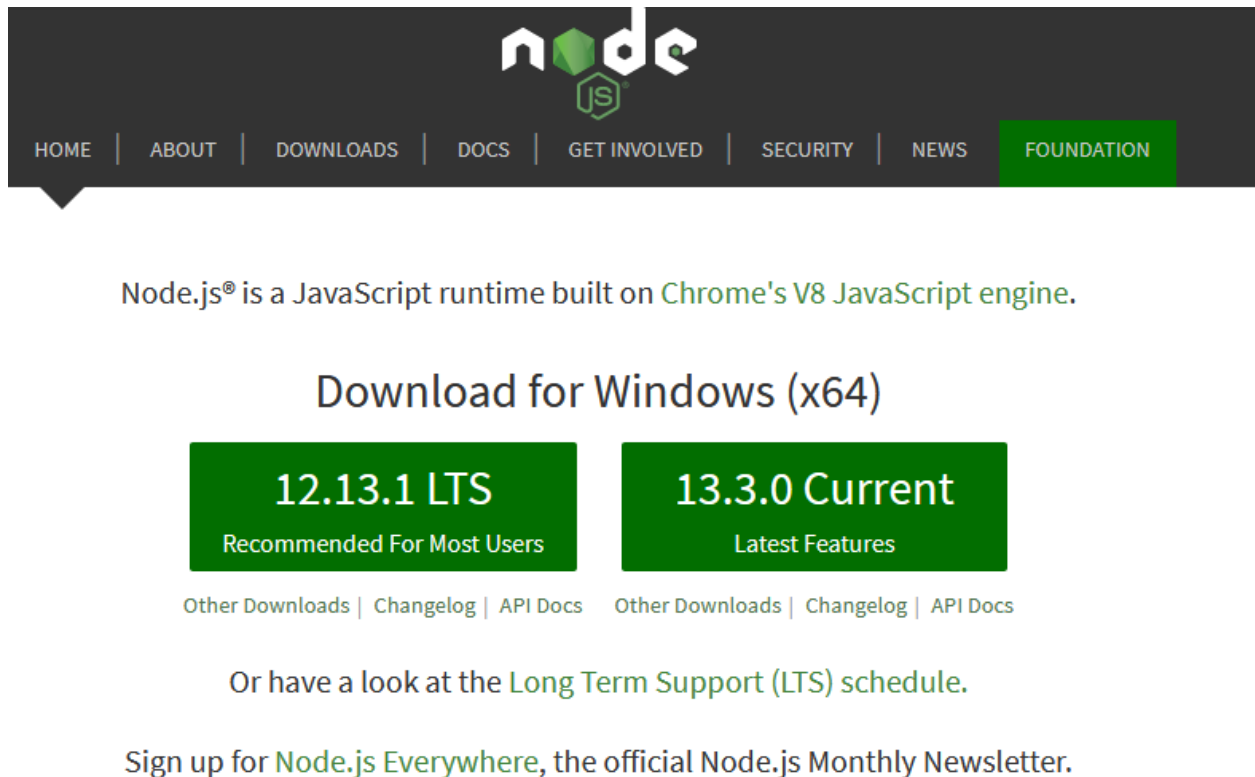 node
JS®
HOME | ABOUT | DOWNLOADS | DOCS | GET INVOLVED | SECURITY | NEWS FOUNDATION
Node.js® is a JavaScript runtime built on Chrome's V8 JavaScript engine.
Download for Windows (x64)
12.13.1 LTS 13.3.0 Current
Recommended For Most Users Latest Features
Other Downloads | Changelog | API Docs Other Downloads | Changelog | API Docs
Or have a look at the Long Term Support (LTS) schedule.
Sign up for Node.js Everywhere, the official Node.js Monthly Newsletter.